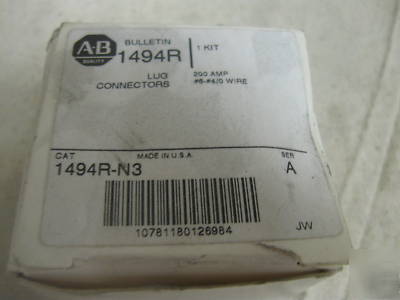 A-B
QUALITY
BULLETIN
1494R
1 KIT
LUG
CONNECTORS
200 AMP
#6-#4/0 WIRE
CAT
MADE IN U.S.A.
SER
1494R-N3
A
10781180126984
JW